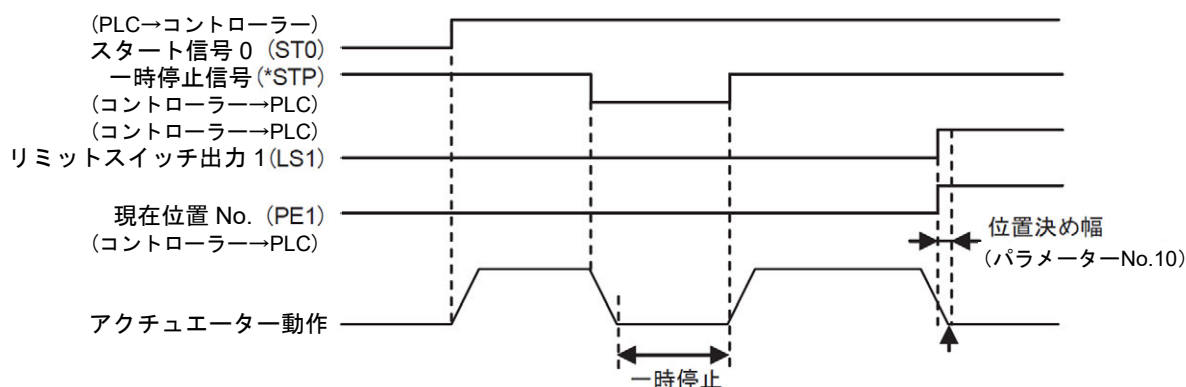 （PLC→コントローラー）
スタート信号 0（ST0）
一時停止信号(*STP)
（コントローラー→PLC）
（コントローラー→PLC）
リミットスイッチ出力 1(LS1)
現在位置 No.（PE1）
（コントローラー→PLC）
位置決め幅
（パラメーターNo.10）
アクチュエーター動作
一時停止